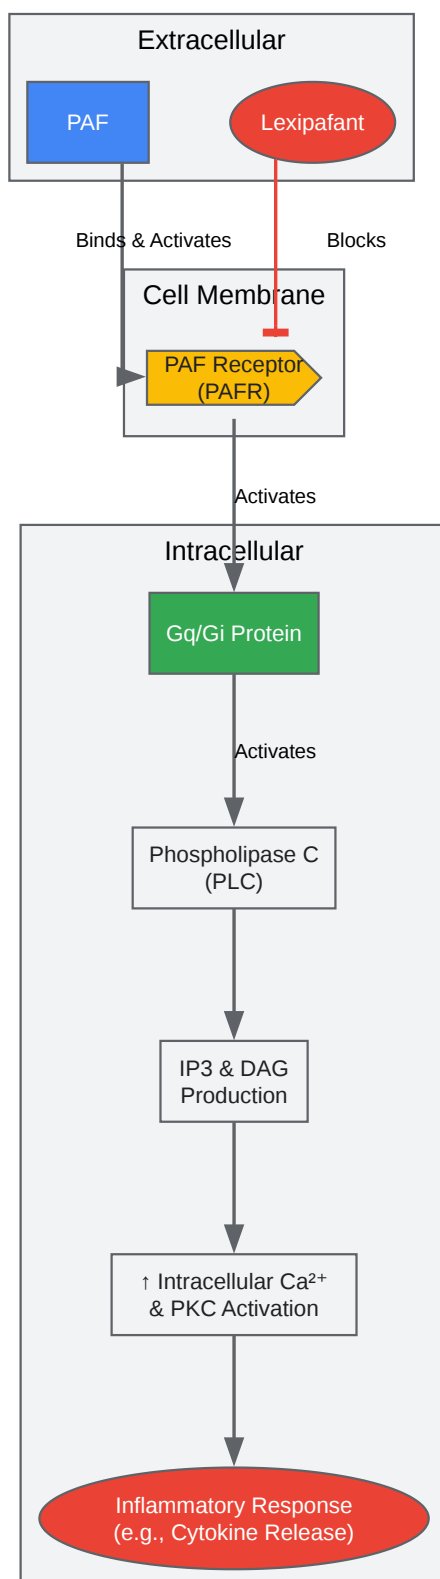 Extracellular
PAF
Lexipafant
Binds & Activates
Blocks
Cell Membrane
PAF Receptor
(PAFR)
Activates
Intracellular
Gq/Gi Protein
Activates
Phospholipase C
(PLC)
IP3 & DAG
Production
↑ Intracellular Ca²⁺
& PKC Activation
Inflammatory Response
(e.g., Cytokine Release)